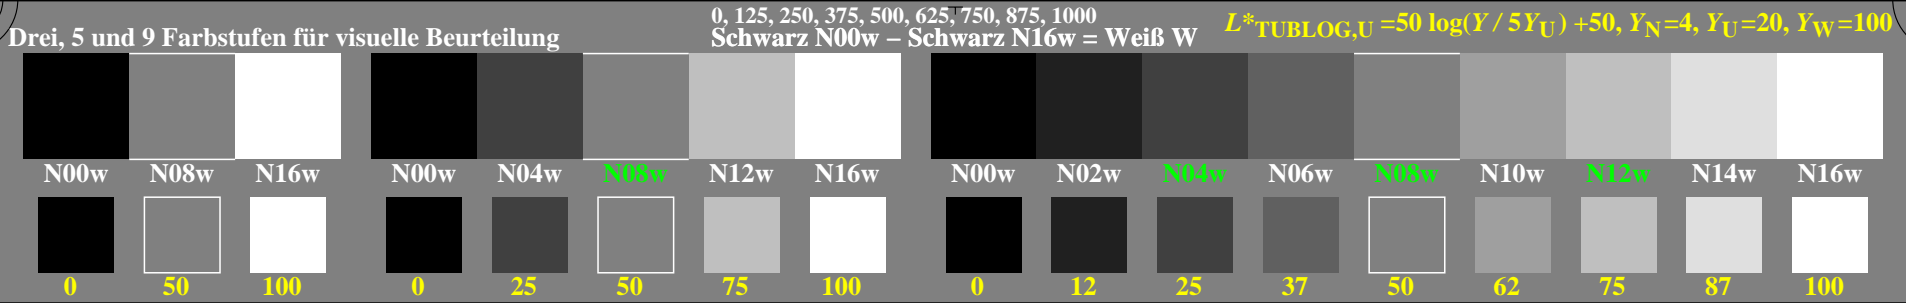 0, 125, 250, 375, 500, 625, 750, 875, 1000
Drei, 5 und 9 Farbstufen für visuelle Beurteilung
Schwarz N00w – Schwarz N16w = Weiß W
L*TUBLOG,U =50 log(Y / 5YU) +50, YN=4, YU=20, YW=100
N00w N08w N16w N00w N04w N08w N12w N16w N00w N02w N04w N06w N08w N10w N12w N14w N16w
0 50 100 0 25 50 75 100 0 12 25 37 50 62 75 87 100